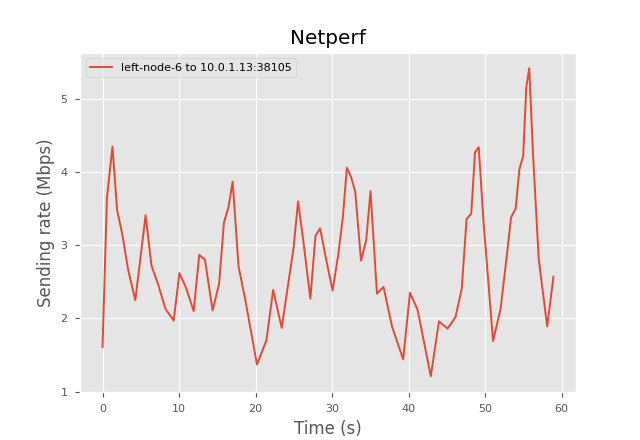 Netperf
left-node-6 to 10.0.1.13:38105
Sending rate (Mbps)
5
4
3
2
1
0 10 20 30 40 50 60
Time (s)